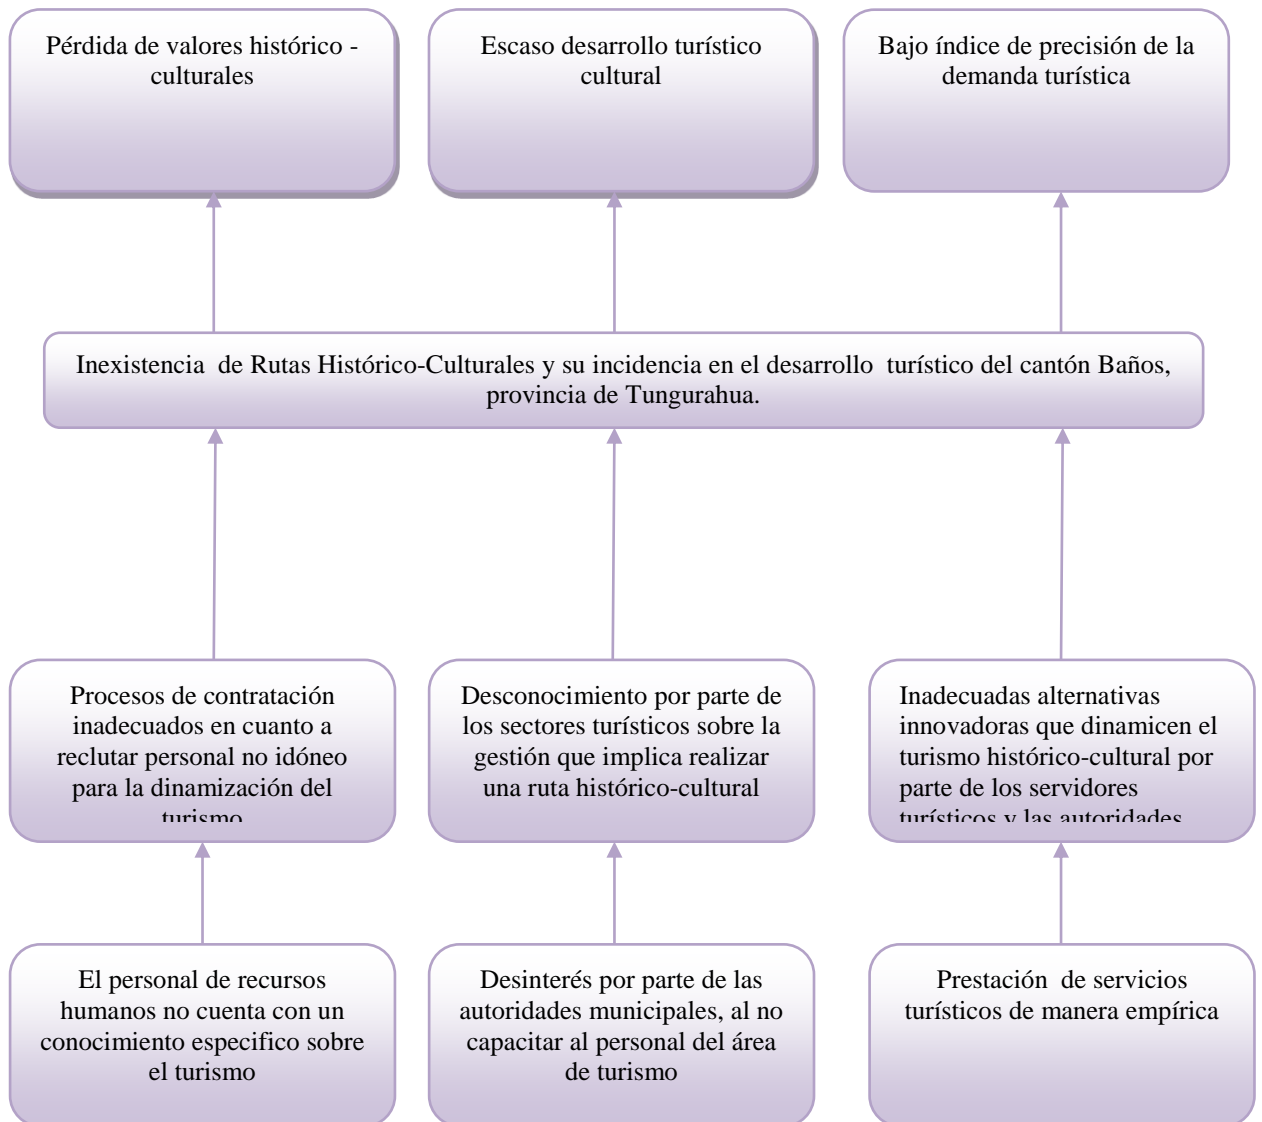 Pérdida de valores histórico -
culturales
Escaso desarrollo turístico
cultural
Bajo índice de precisión de la
demanda turística
Inexistencia  de Rutas Histórico-Culturales y su incidencia en el desarrollo  turístico del cantón Baños,
provincia de Tungurahua.
Procesos de contratación
inadecuados en cuanto a
reclutar personal no idóneo
para la dinamización del
turismo
Desconocimiento por parte de
los sectores turísticos sobre la
gestión que implica realizar
una ruta histórico-cultural
Inadecuadas alternativas
innovadoras que dinamicen el
turismo histórico-cultural por
parte de los servidores
turísticos y las autoridades
El personal de recursos
humanos no cuenta con un
conocimiento especifico sobre
el turismo
Desinterés por parte de las
autoridades municipales, al no
capacitar al personal del área
de turismo
Prestación  de servicios
turísticos de manera empírica